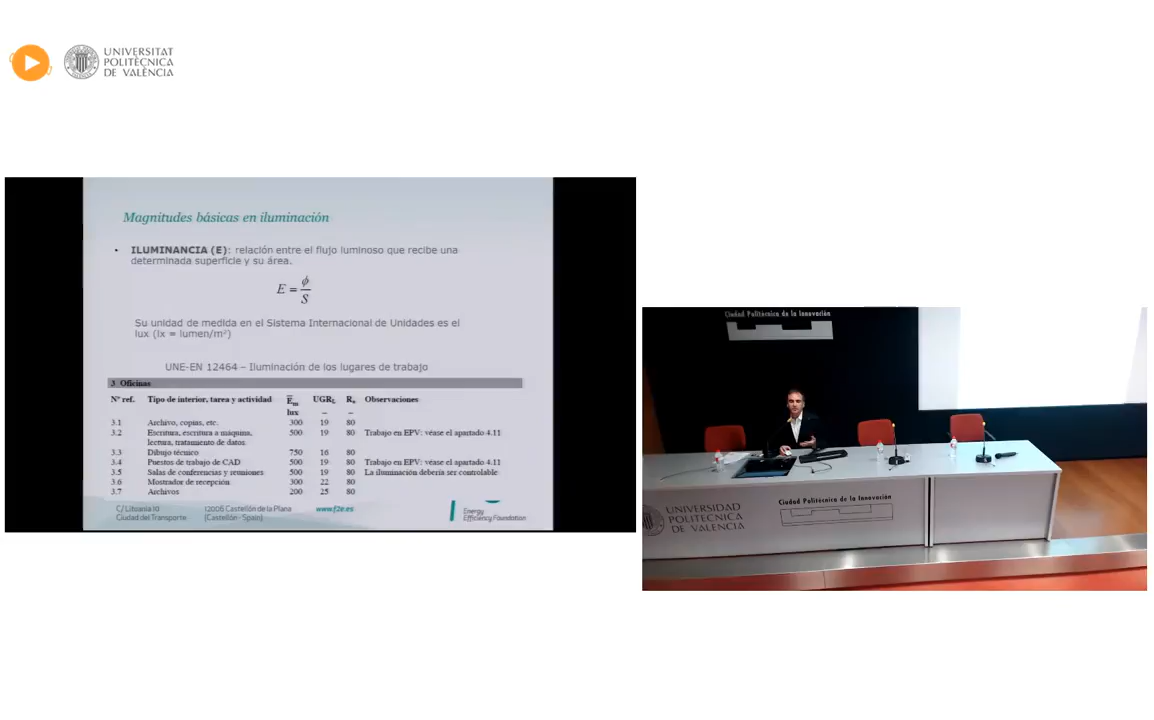 UNIVERSITAT
POLITÈCNICA
DE VALÈNCIA
Magnitudes básicas en iluminación
• ILUMINANCIA (E): relación entre el flujo luminoso que recibe una
determinada superficie y su área.
E = ϕ/S
Su unidad de medida en el Sistema Internacional de Unidades es el
lux (lx = lumen/m²)
UNE-EN 12464 – Iluminación de los lugares de trabajo
3 Oficinas
Nº ref. Tipo de interior, tarea y actividad Em UGRL Ra Observaciones
lux – –
3.1 Archivo, copias, etc. 300 19 80
3.2 Escritura, escritura a máquina, 500 19 80 Trabajo en EPV: véase el apartado 4.11
lectura, tratamiento de datos
3.3 Dibujo técnico 750 16 80
3.4 Puestos de trabajo de CAD 500 19 80 Trabajo en EPV: véase el apartado 4.11
3.5 Salas de conferencias y reuniones 500 19 80 La iluminación debería ser controlable
3.6 Mostrador de recepción 300 22 80
3.7 Archivos 200 25 80
C/ Lituania 10 12006 Castellón de la Plana www.f2e.es Energy
Ciudad del Transporte (Castellón - Spain) Efficiency Foundation
Ciudad Politécnica de la Innovación
UNIVERSIDAD
POLITECNICA
DE VALENCIA
Ciudad Politécnica de la Innovación